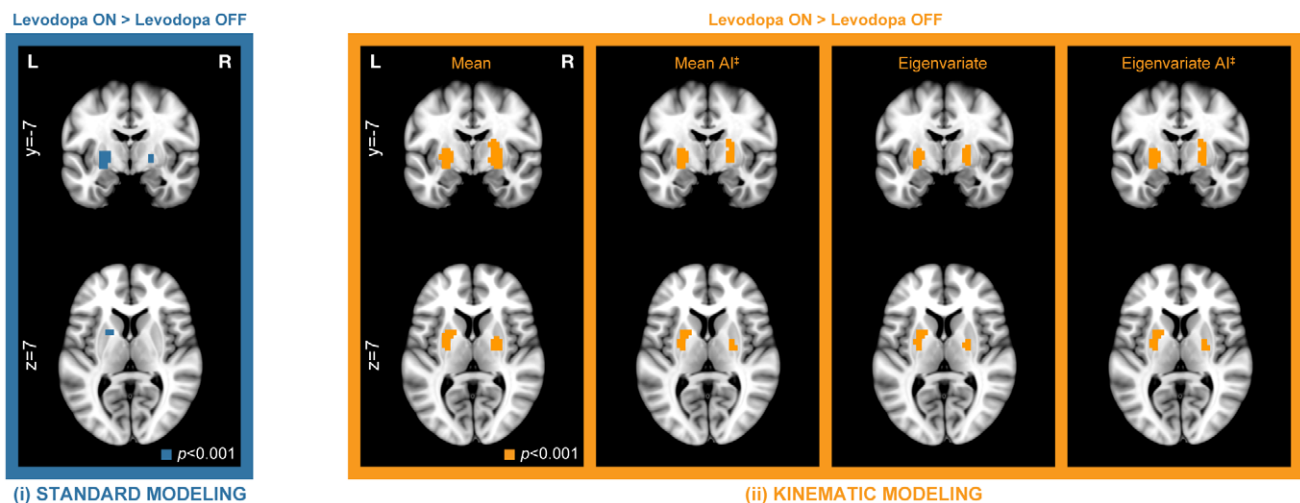 Levodopa ON > Levodopa OFF
L R
y=-7
z=7
p<0.001
(i) STANDARD MODELING
Levodopa ON > Levodopa OFF
L Mean R
Mean AI‡
Eigenvariate
Eigenvariate AI‡
y=-7
z=7
p<0.001
(ii) KINEMATIC MODELING